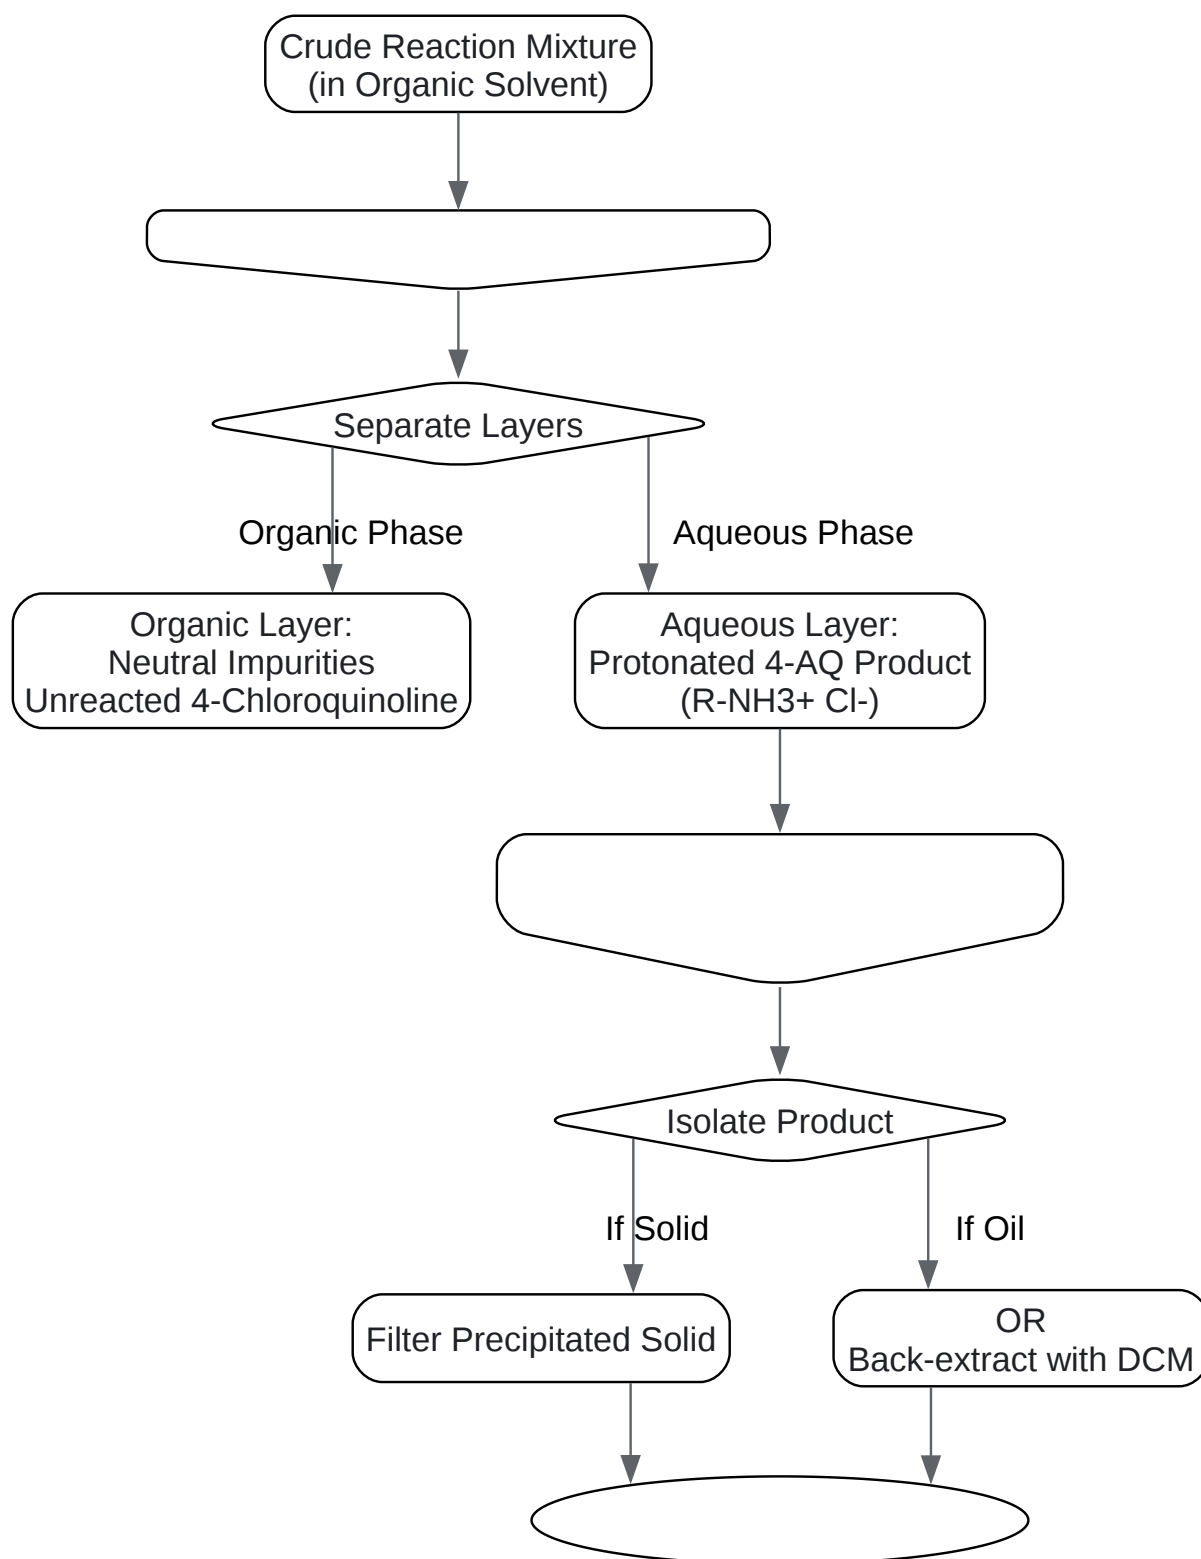 Crude Reaction Mixture
(in Organic Solvent)
Separate Layers
Organic Phase
Aqueous Phase
Organic Layer:
Neutral Impurities
Unreacted 4-Chloroquinoline
Aqueous Layer:
Protonated 4-AQ Product
(R-NH3+ Cl-)
Isolate Product
If Solid
If Oil
Filter Precipitated Solid
OR
Back-extract with DCM